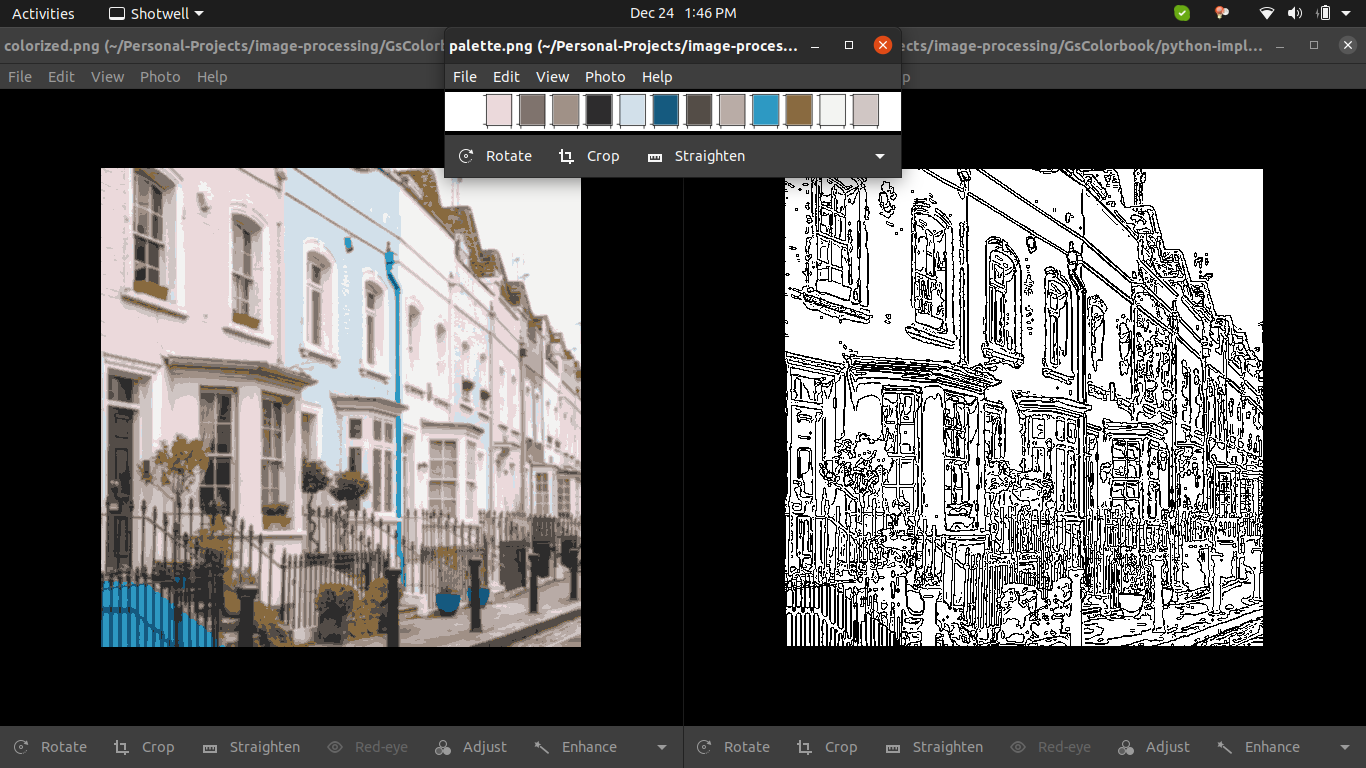 Activities Shotwell Dec 24 1:46 PM
colorized.png (~/Personal-Projects/image-processing/GsColorb
palette.png (~/Personal-Projects/image-proces...
cts/image-processing/GsColorbook/python-impl...
File Edit View Photo Help
File Edit View Photo Help
p
Rotate Crop Straighten
Rotate Crop Straighten Red-eye Adjust Enhance
Rotate Crop Straighten Red-eye Adjust Enhance